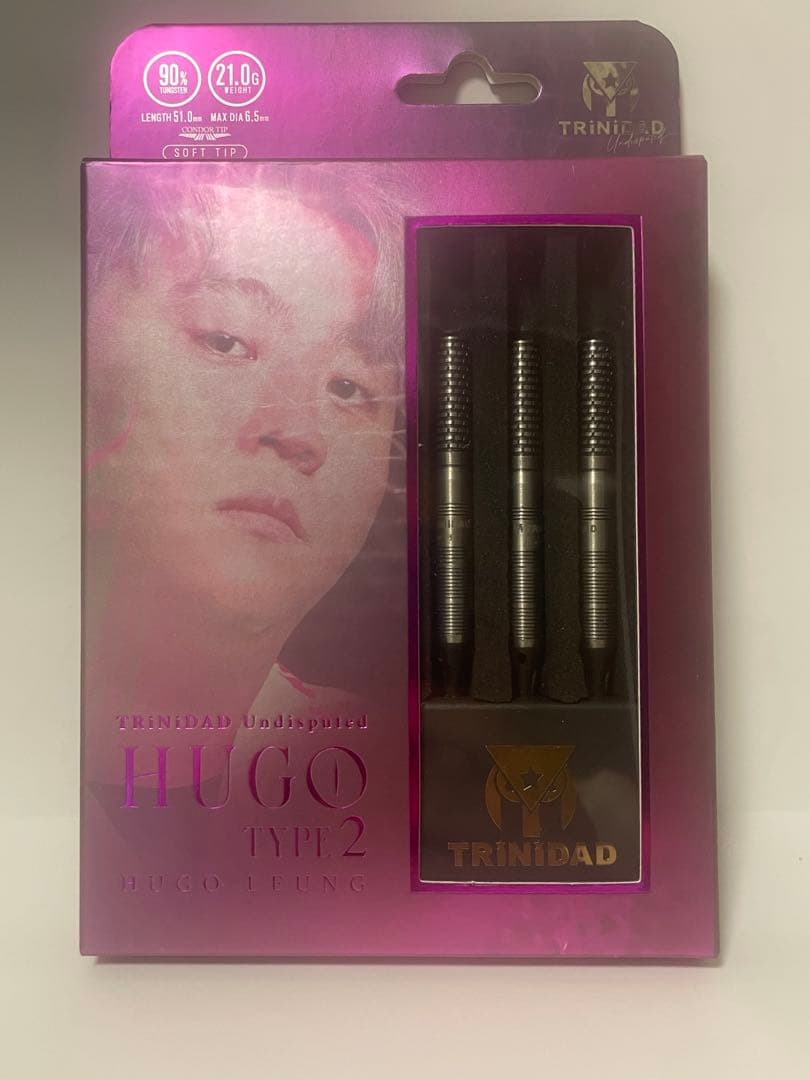 90% 21.0G
TUNGSTEN WEIGHT
LENGTH 51.0mm MAX DIA 6.5mm
CONDOR TIP
SOFT TIP
TRiNiDAD
Undisputed
TRiNiDAD Undisputed
HUGO
TYPE 2
HUGO LEUNG
TRiNiDAD